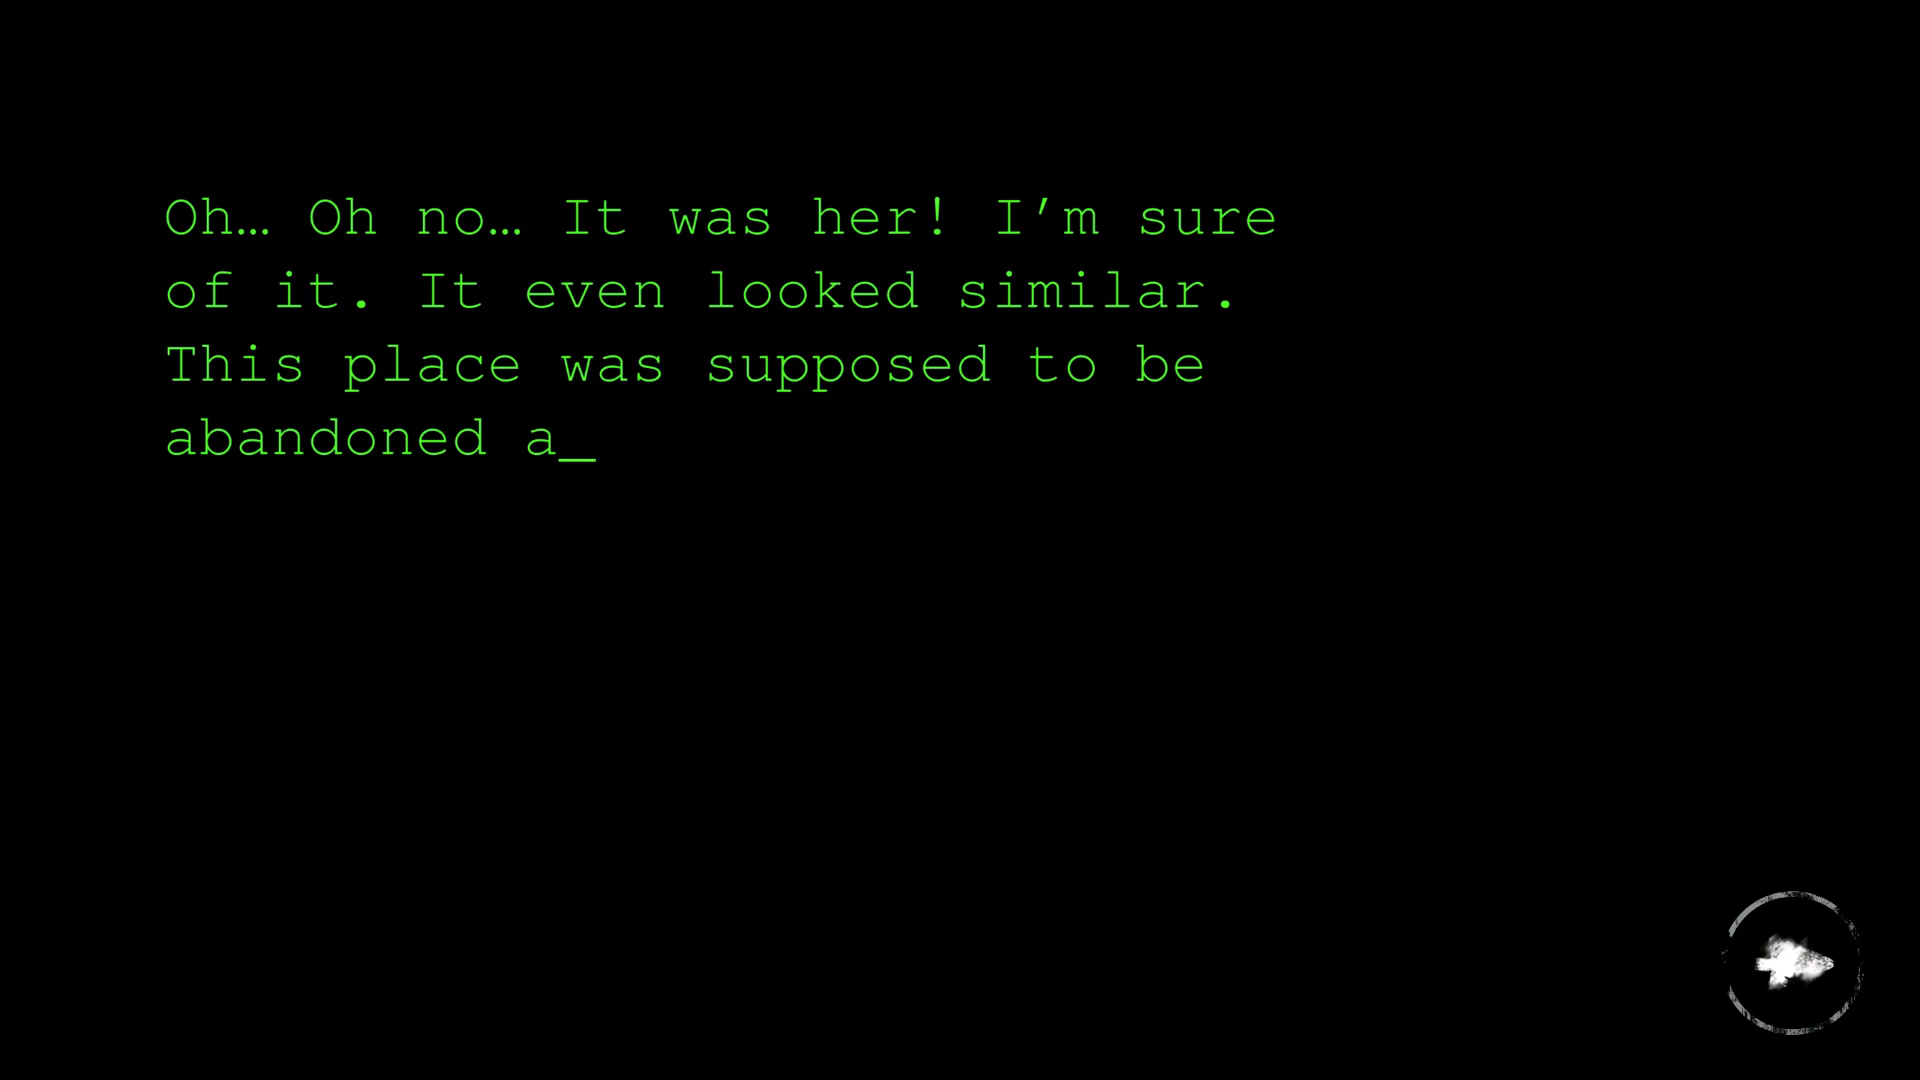 Oh… Oh no… It was her! I’m sure
of it. It even looked similar.
This place was supposed to be
abandoned a_